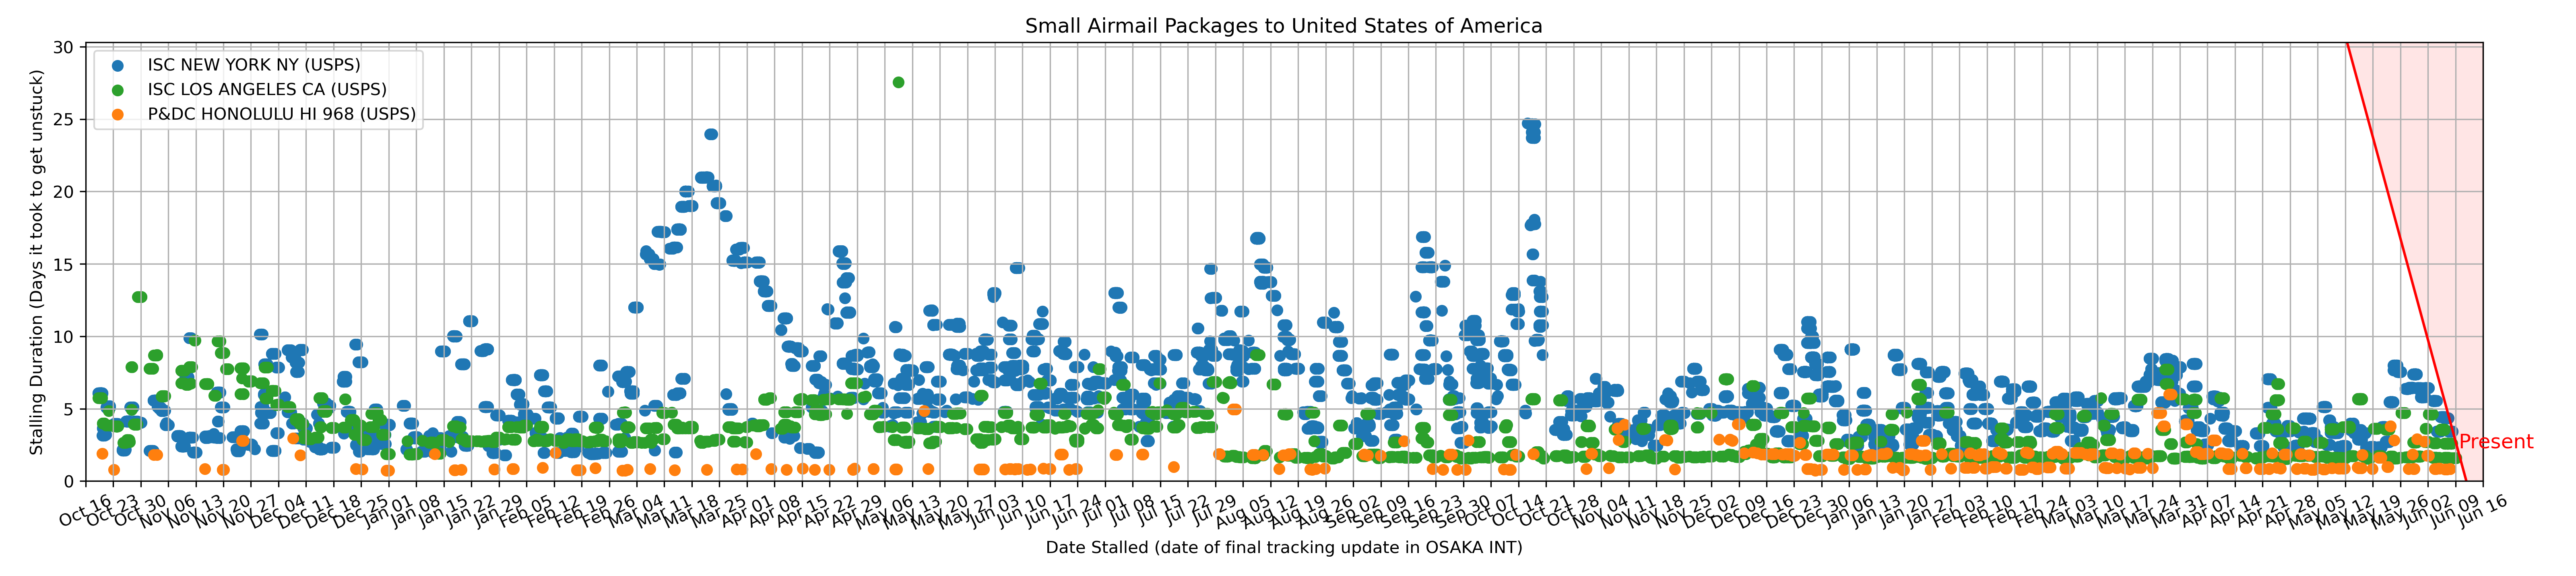 Small Airmail Packages to United States of America
ISC NEW YORK NY (USPS)
ISC LOS ANGELES CA (USPS)
P&DC HONOLULU HI 968 (USPS)
30
25
20
15
10
5
0
Stalling Duration (Days it took to get unstuck)
Present
Oct 16
Oct 23
Oct 30
Nov 06
Nov 13
Nov 20
Nov 27
Dec 04
Dec 11
Dec 18
Dec 25
Jan 01
Jan 08
Jan 15
Jan 22
Jan 29
Feb 05
Feb 12
Feb 19
Feb 26
Mar 04
Mar 11
Mar 18
Mar 25
Apr 01
Apr 08
Apr 15
Apr 22
Apr 29
May 06
May 13
May 20
May 27
Jun 03
Jun 10
Jun 17
Jun 24
Jul 01
Jul 08
Jul 15
Jul 22
Jul 29
Aug 05
Aug 12
Aug 19
Aug 26
Sep 02
Sep 09
Sep 16
Sep 23
Sep 30
Oct 07
Oct 14
Oct 21
Oct 28
Nov 04
Nov 11
Nov 18
Nov 25
Dec 02
Dec 09
Dec 16
Dec 23
Dec 30
Jan 06
Jan 13
Jan 20
Jan 27
Feb 03
Feb 10
Feb 17
Feb 24
Mar 03
Mar 10
Mar 17
Mar 24
Mar 31
Apr 07
Apr 14
Apr 21
Apr 28
May 05
May 12
May 19
May 26
Jun 02
Jun 09
Jun 16
Date Stalled (date of final tracking update in OSAKA INT)